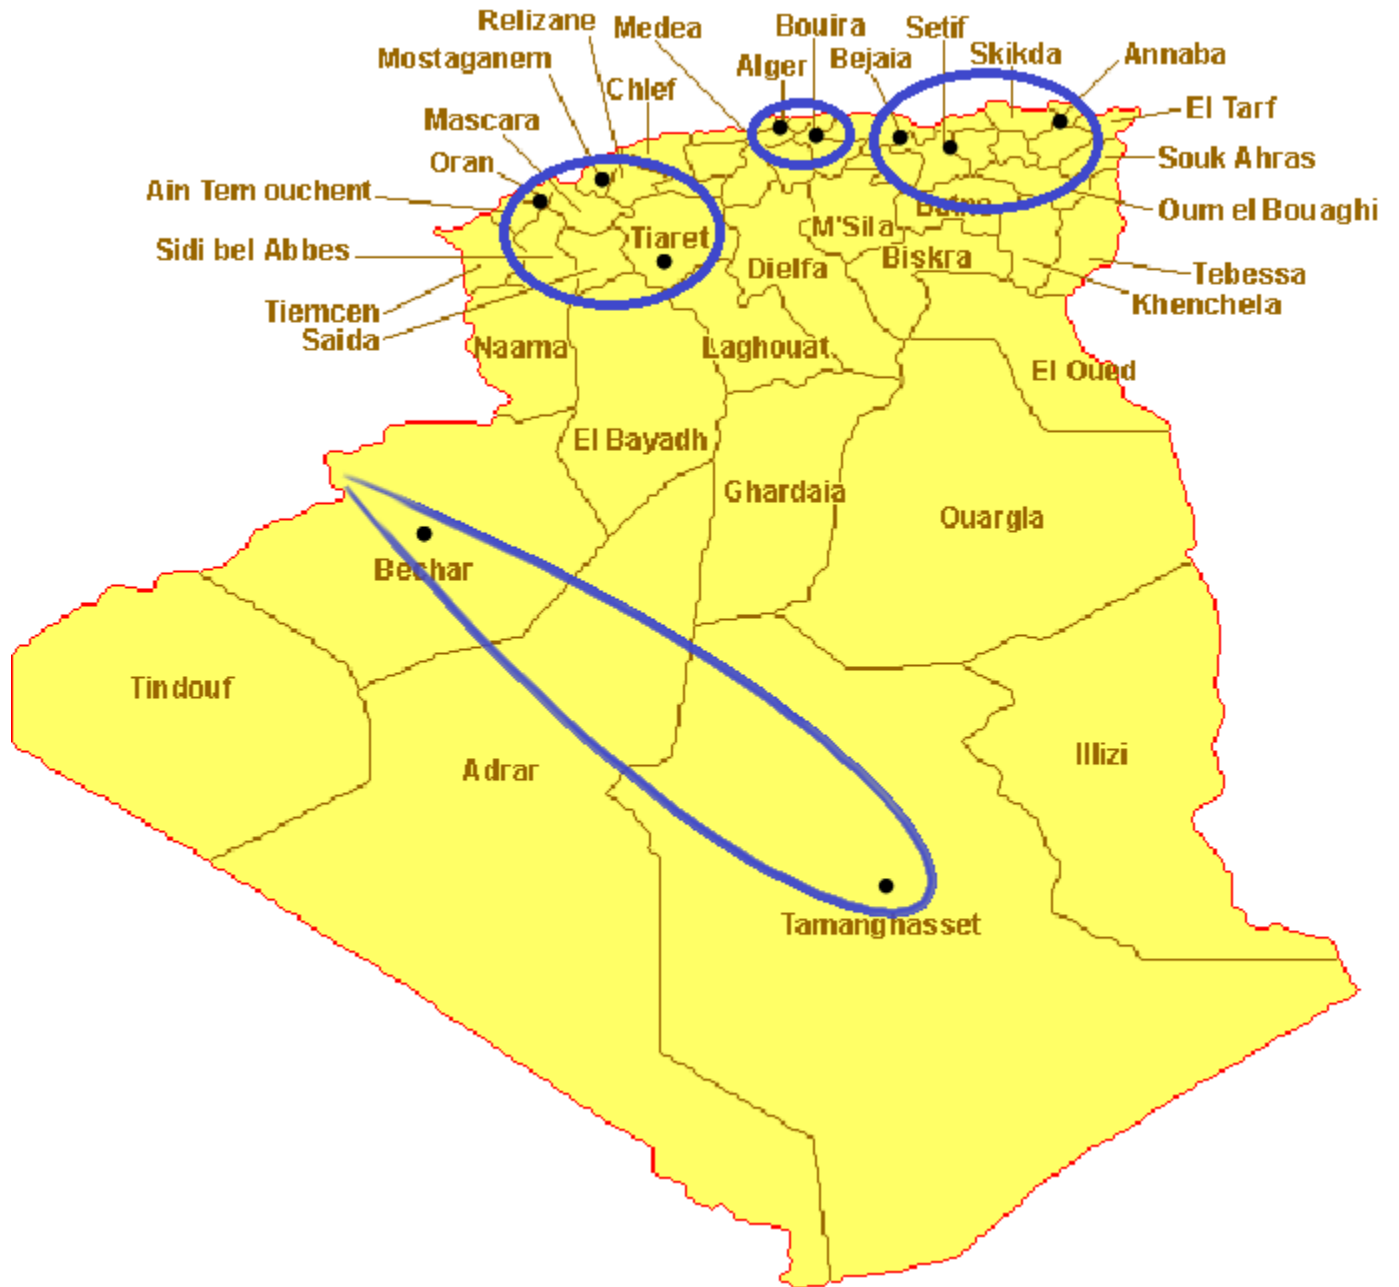 Relizane
Medea
Bouira
Setif
Skikda
Mostaganem
Alger
Bejaia
Annaba
Chlef
El Tarf
Mascara
Oran
Souk Ahras
Ain Tem ouchent
Batna
Oum el Bouaghi
M'Sila
Tiaret
Sidi bel Abbes
Biskra
Djelfa
Tebessa
Tiemcen
Khenchela
Saida
Naama
Laghouat
El Oued
El Bayadh
Ghardaia
Ouargla
Bechar
Tindouf
Illizi
Adrar
Tamanghasset